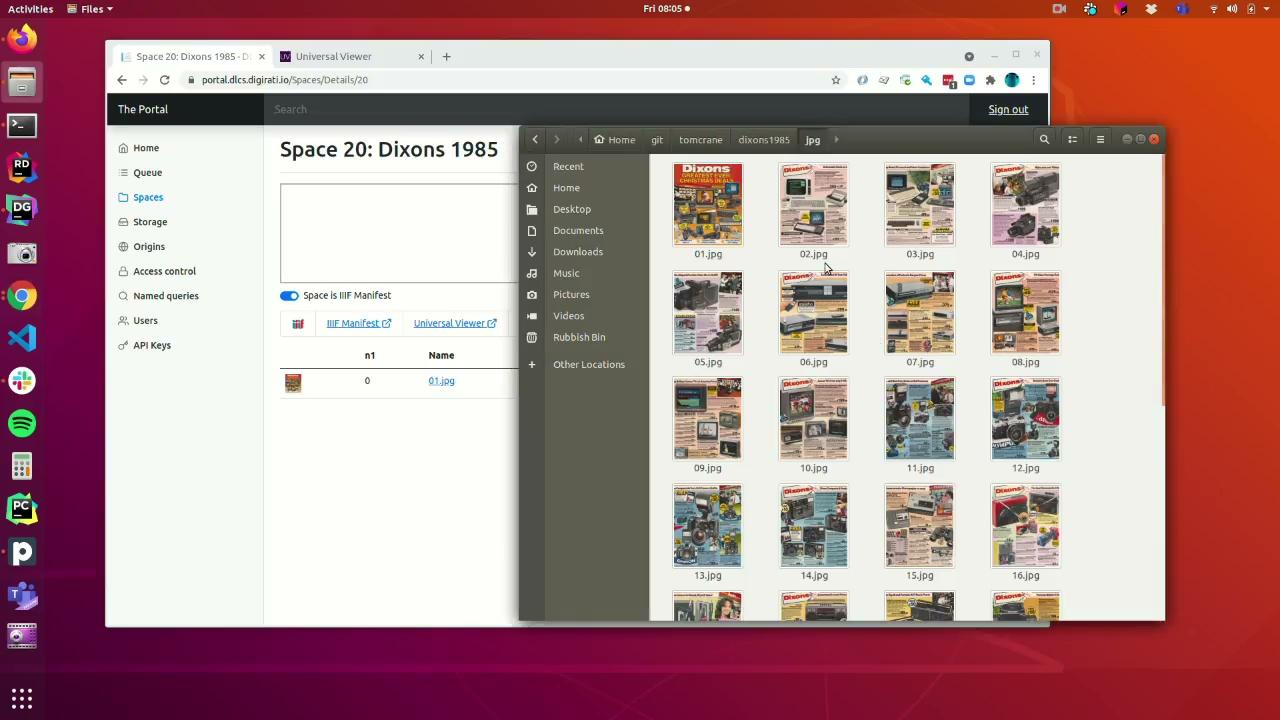 Activities Files Fri 08:05
Space 20: Dixons 1985 - D Universal Viewer
portal.dlcs.digirati.io/Spaces/Details/20
The Portal Search Sign out
Home
Queue
Spaces
Storage
Origins
Access control
Named queries
Users
API Keys
Space 20: Dixons 1985
Space is IIIF Manifest
IIIF Manifest Universal Viewer
n1 Name
0 01.jpg
Home git tomcrane dixons1985 jpg
Recent
Home
Desktop
Documents
Downloads
Music
Pictures
Videos
Rubbish Bin
Other Locations
Dixons
GREATEST EVER
CHRISTMAS DEALS
01.jpg 02.jpg 03.jpg 04.jpg
05.jpg 06.jpg 07.jpg 08.jpg
09.jpg 10.jpg 11.jpg 12.jpg
13.jpg 14.jpg 15.jpg 16.jpg